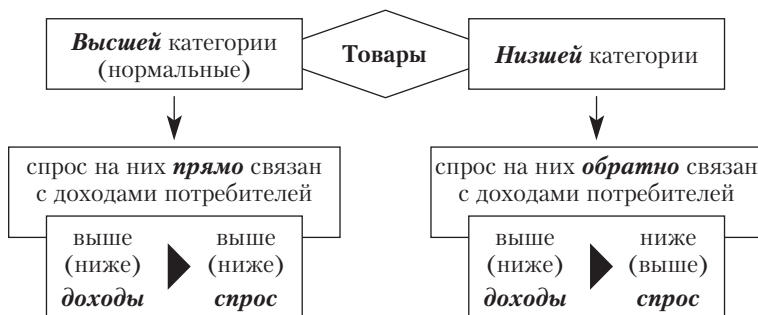 Товары
Высшей категории
(нормальные)
спрос на них прямо связан
с доходами потребителей
выше
(ниже)
доходы
выше
(ниже)
спрос
Низшей категории
спрос на них обратно связан
с доходами потребителей
выше
(ниже)
доходы
ниже
(выше)
спрос